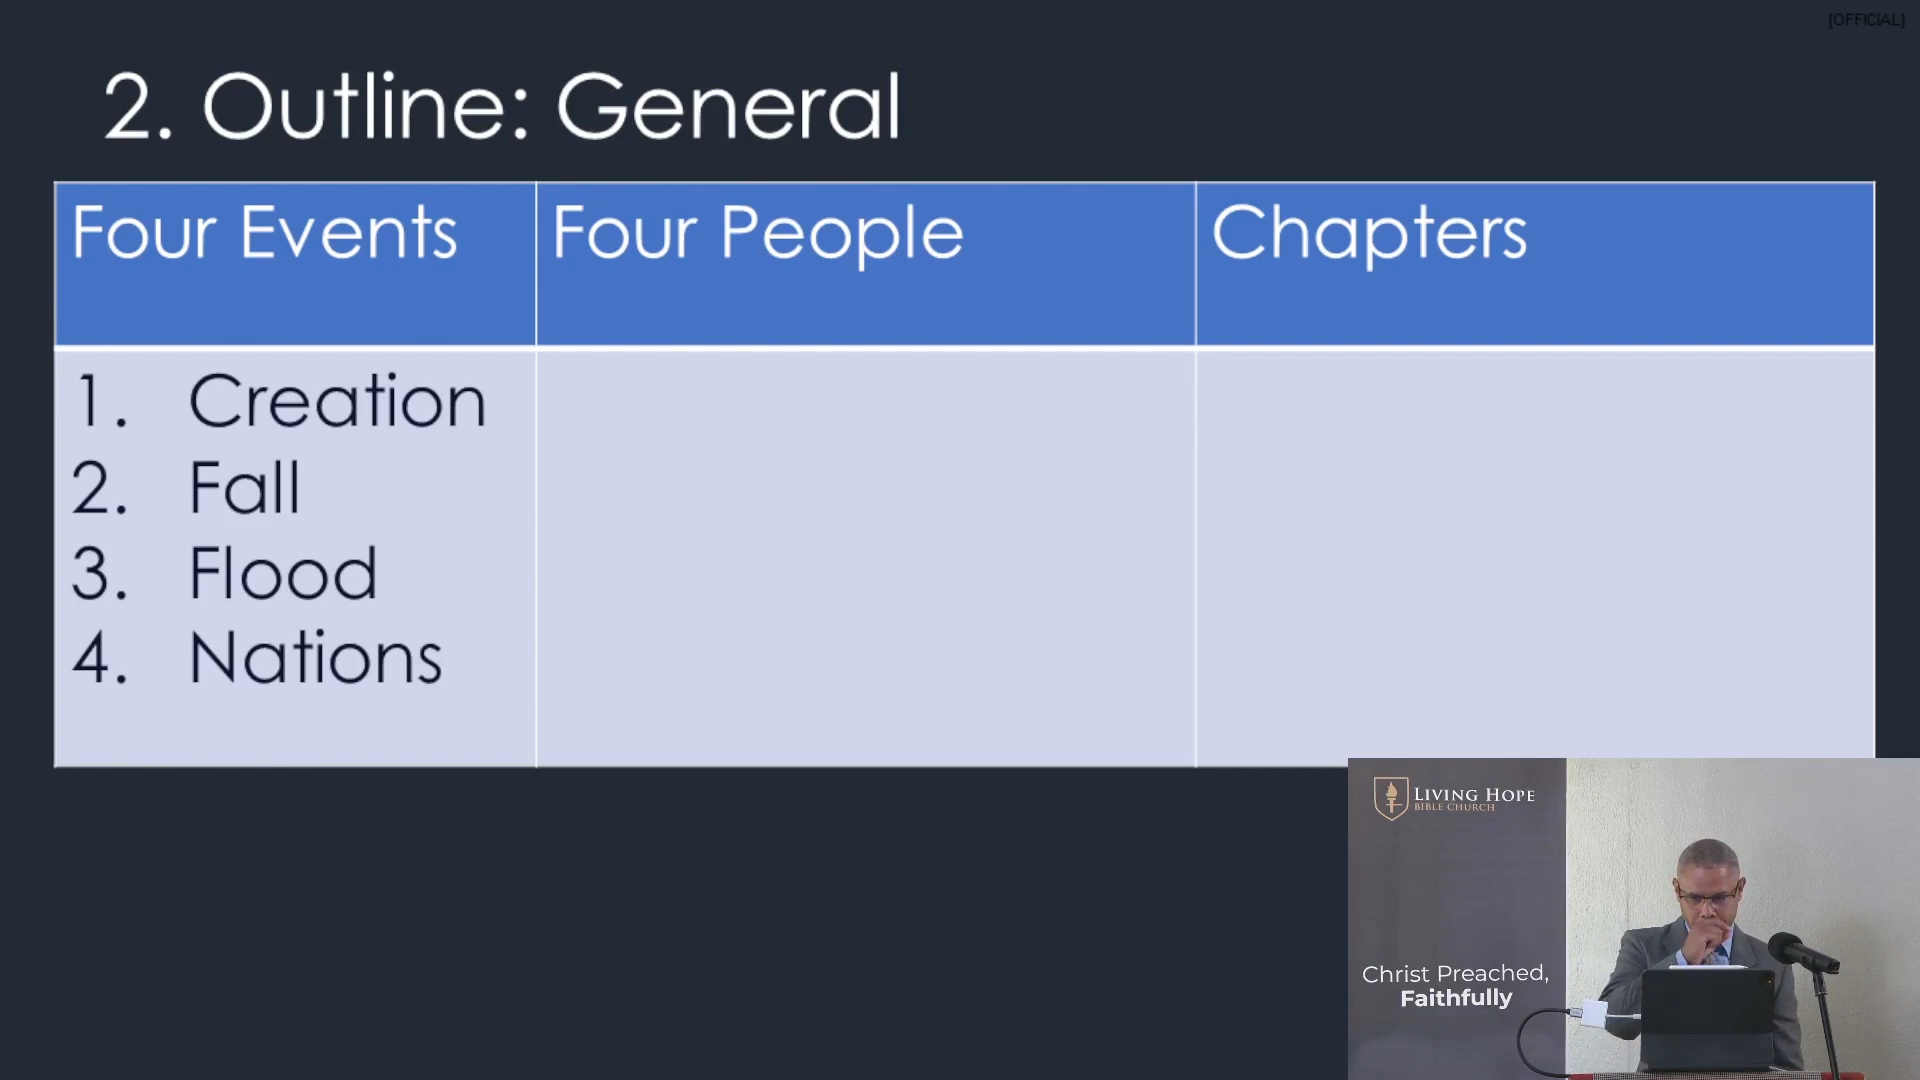 [OFFICIAL]
2. Outline: General
Four Events
Four People
Chapters
1. Creation
2. Fall
3. Flood
4. Nations
LIVING HOPE
BIBLE CHURCH
Christ Preached,
Faithfully